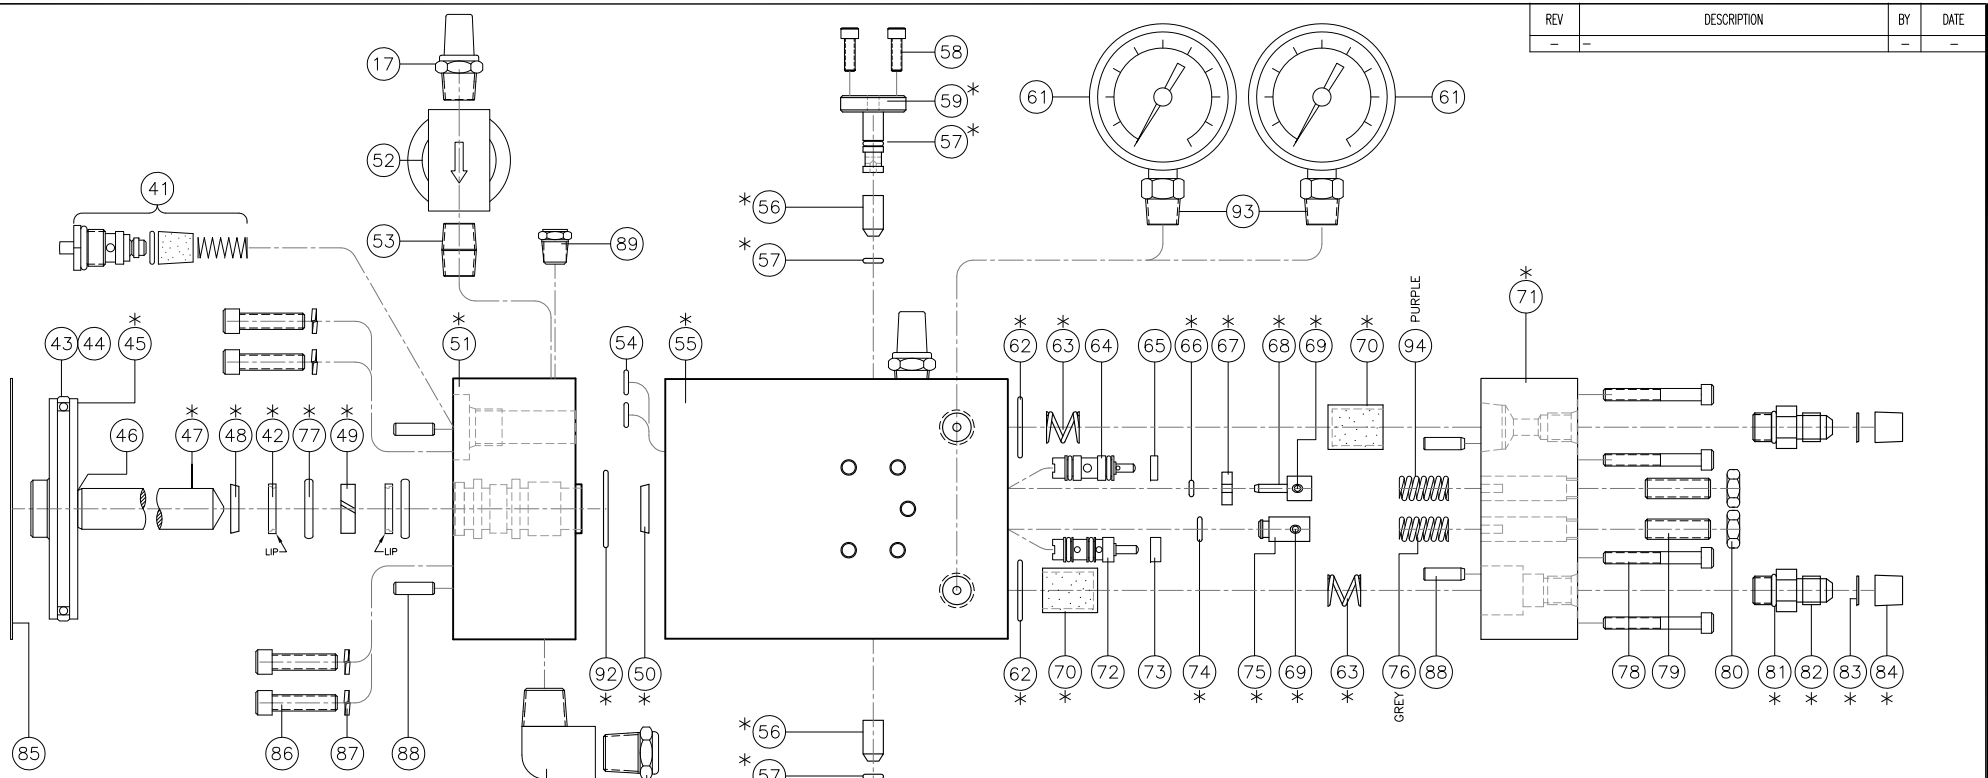 REV DESCRIPTION BY DATE
- - - -
17
58
59*
57*
61
61
52
41
*56
93
53
89
*57
PURPLE
*
71
43 44 *45
*51
54
*55
*62 *63 64 65 *66 *67 *68 *69 *70 94
46 *47 *48 *42 *77 *49
LIP
LIP
92* 50* 62* 70* 72 73 74* 75* 69* 63* 76 88 78 79 80 81* 82* 83* 84*
GREY
85 86 87 88
*56
*57